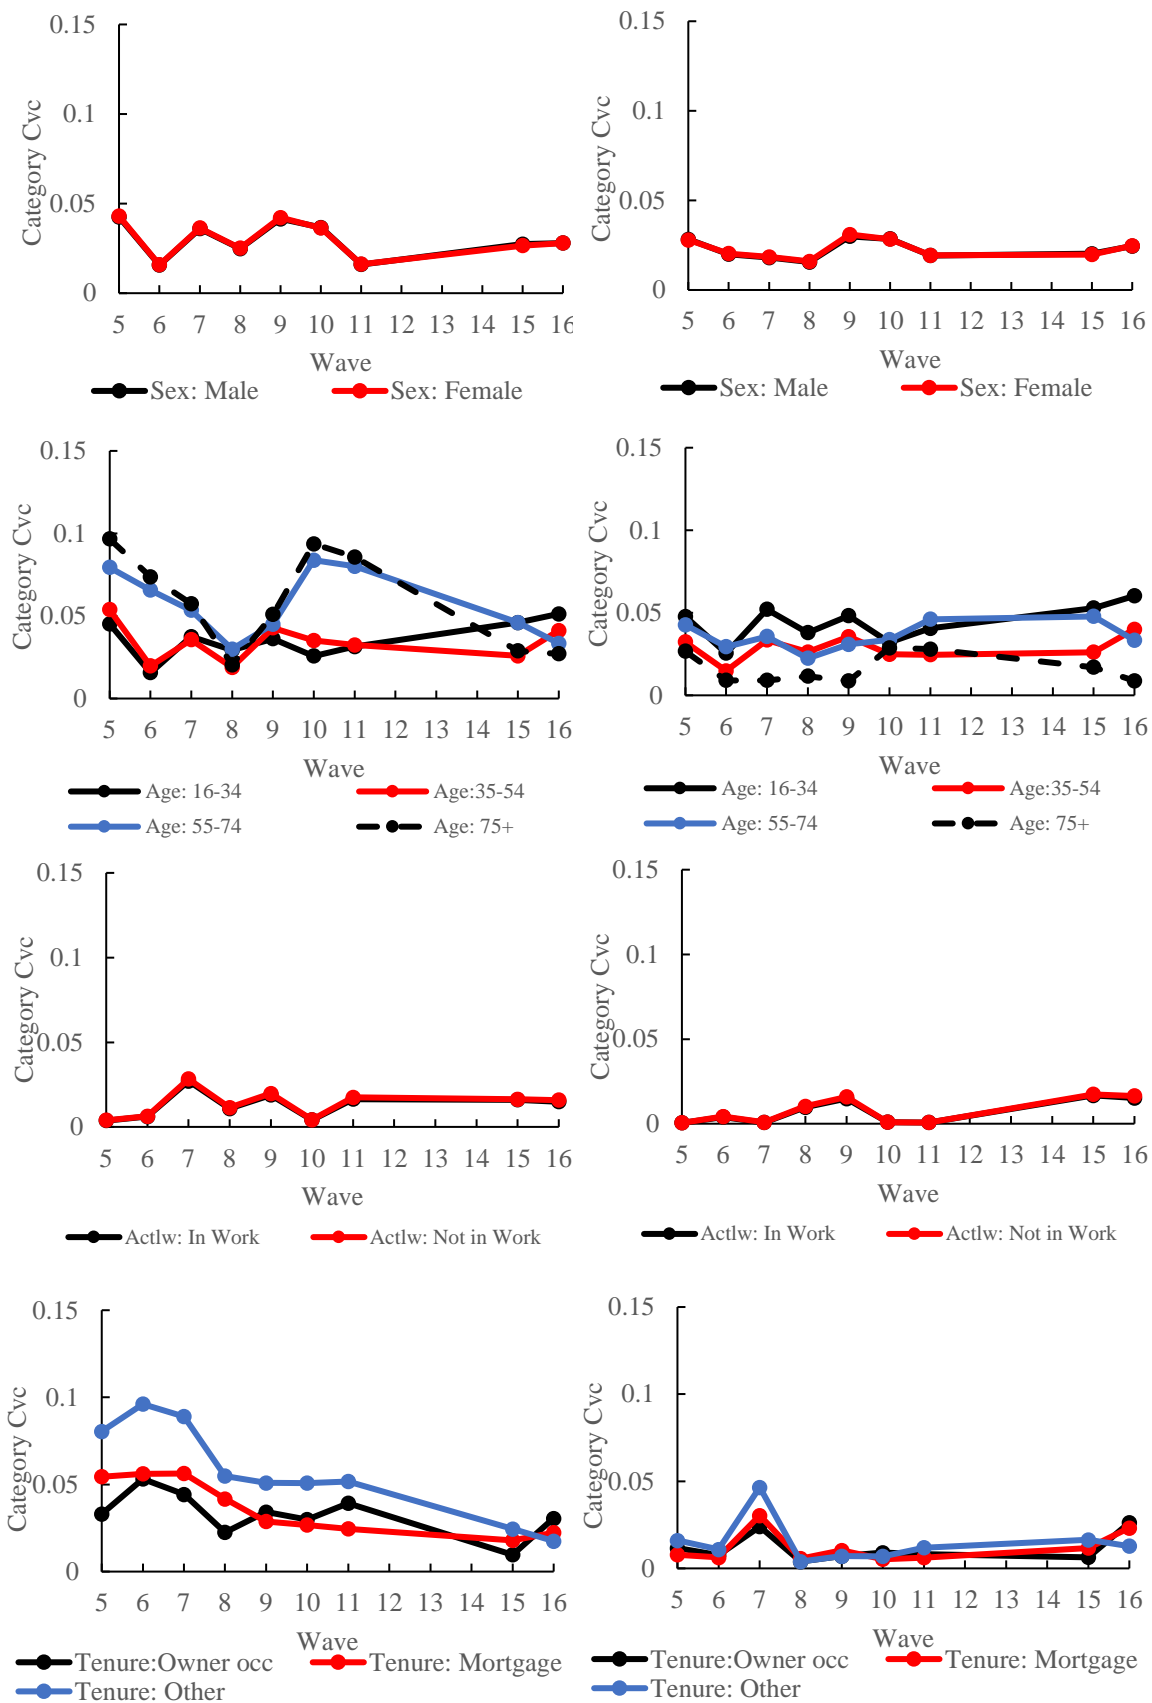 0.15
0.1
0.05
0
Category Cvc
5 6 7 8 9 10 11 12 13 14 15 16
Wave
Sex: Male Sex: Female
0.15
0.1
0.05
0
Category Cvc
5 6 7 8 9 10 11 12 13 14 15 16
Wave
Sex: Male Sex: Female
0.15
0.1
0.05
0
Category Cvc
5 6 7 8 9 10 11 12 13 14 15 16
Wave
Age: 16-34 Age:35-54
Age: 55-74 Age: 75+
0.15
0.1
0.05
0
Category Cvc
5 6 7 8 9 10 11 12 13 14 15 16
Wave
Age: 16-34 Age:35-54
Age: 55-74 Age: 75+
0.15
0.1
0.05
0
Category Cvc
5 6 7 8 9 10 11 12 13 14 15 16
Wave
Actlw: In Work Actlw: Not in Work
0.15
0.1
0.05
0
Category Cvc
5 6 7 8 9 10 11 12 13 14 15 16
Wave
Actlw: In Work Actlw: Not in Work
0.15
0.1
0.05
0
Category Cvc
5 6 7 8 9 10 11 12 13 14 15 16
Wave
Tenure:Owner occ Tenure: Mortgage
Tenure: Other
0.15
0.1
0.05
0
Category Cvc
5 6 7 8 9 10 11 12 13 14 15 16
Wave
Tenure:Owner occ Tenure: Mortgage
Tenure: Other